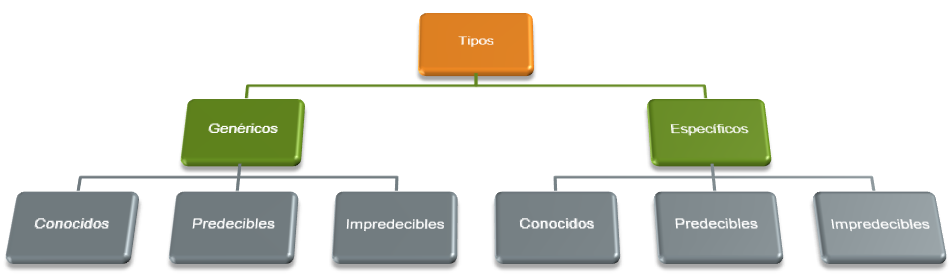 Tipos
Genéricos
Específicos
Conocidos
Predecibles
Impredecibles
Conocidos
Predecibles
Impredecibles